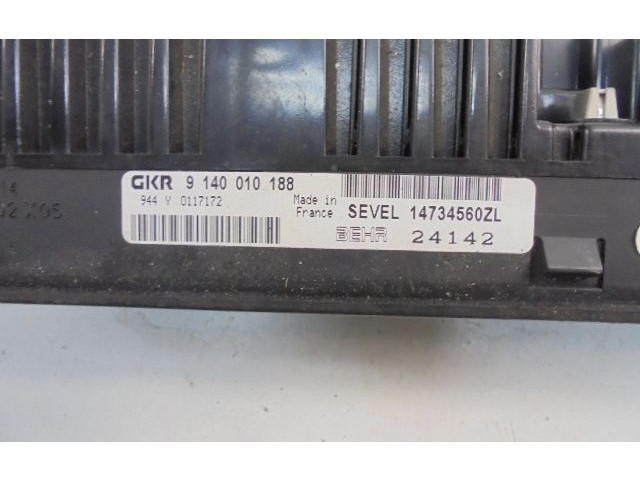 GKR 9 140 010 188
944 Y 0117172
Made in
France
SEVEL 14734560ZL
BEHR 24142